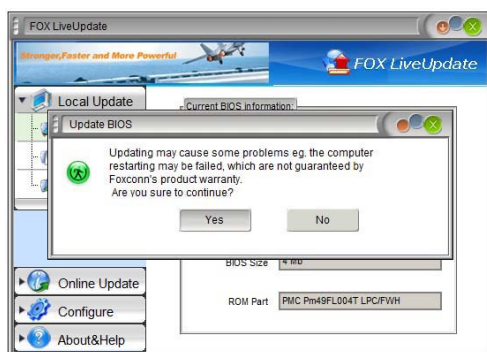 FOX LiveUpdate
Stronger,Faster and More Powerful
FOX LiveUpdate
Local Update
Current BIOS information:
Update BIOS
Updating may cause some problems eg. the computer
restarting may be failed, which are not guaranteed by
Foxconn's product warranty.
Are you sure to continue?
Yes
No
BIOS Size
4 mb
ROM Part
PMC Pm49FL004T LPC/FWH
Online Update
Configure
About&Help